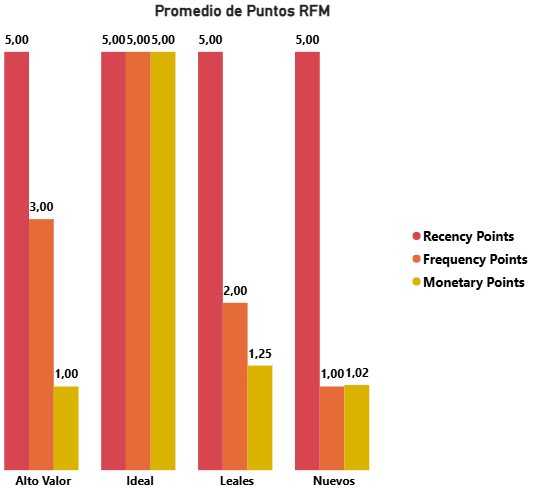 Promedio de Puntos RFM
5,00 5,00 5,00 5,00 5,00 5,00
3,00
2,00
1,00 1,25 1,00 1,02
Recency Points
Frequency Points
Monetary Points
Alto Valor Ideal Leales Nuevos